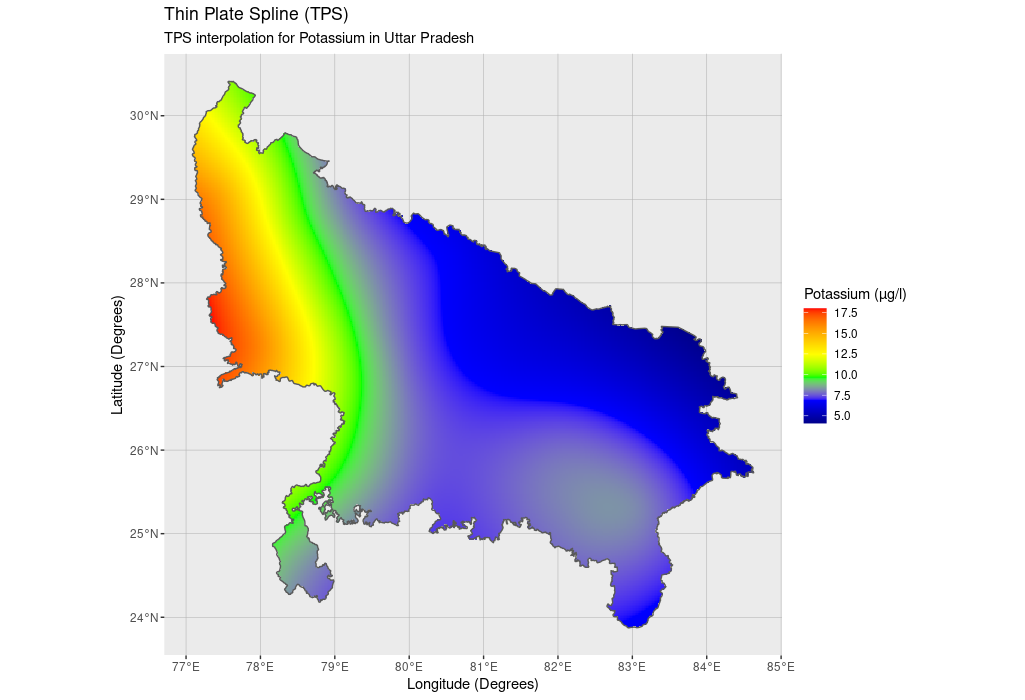 Thin Plate Spline (TPS)
TPS interpolation for Potassium in Uttar Pradesh
30°N
29°N
28°N
27°N
26°N
25°N
24°N
Latitude (Degrees)
77°E 78°E 79°E 80°E 81°E 82°E 83°E 84°E 85°E
Longitude (Degrees)
Potassium (µg/l)
17.5
15.0
12.5
10.0
7.5
5.0